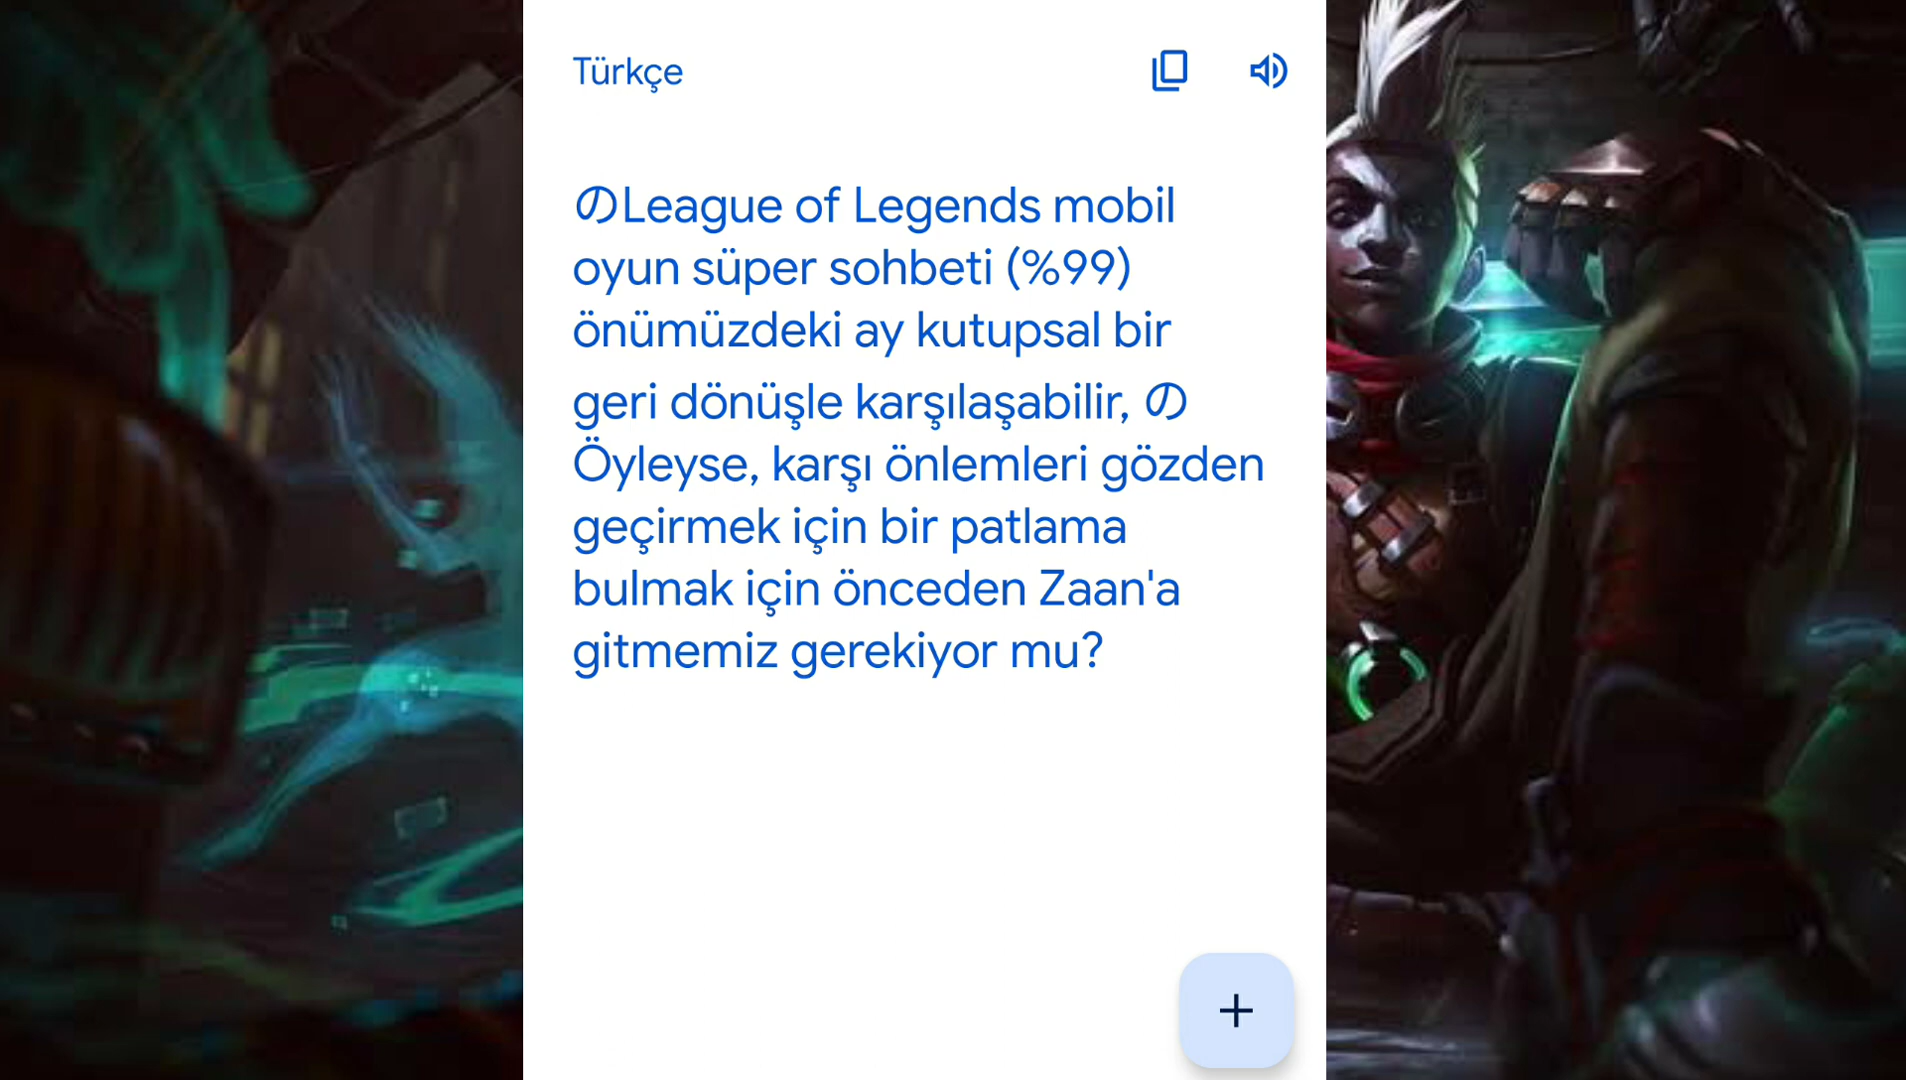 Türkçe
のLeague of Legends mobil
oyun süper sohbeti (%99)
önümüzdeki ay kutupsal bir
geri dönüşle karşılaşabilir, の
Öyleyse, karşı önlemleri gözden
geçirmek için bir patlama
bulmak için önceden Zaan'a
gitmemiz gerekiyor mu?